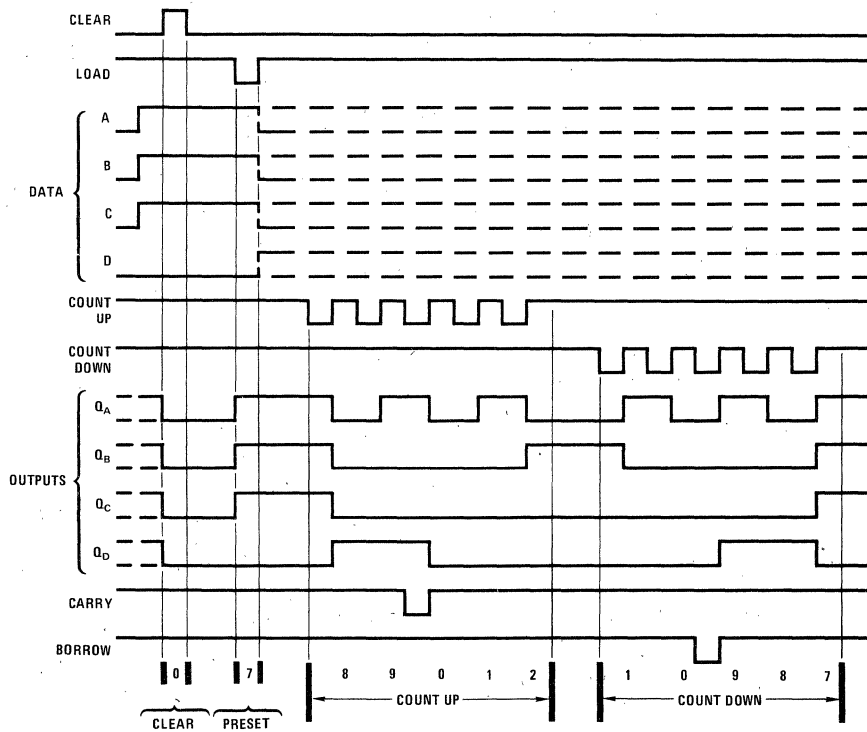 CLEAR
LOAD
A
B
DATA
C
D
COUNT
UP
COUNT
DOWN
QA
QB
OUTPUTS
QC
QD
CARRY
BORROW
0 7 8 9 0 1 2 1 0 9 8 7
COUNT UP COUNT DOWN
CLEAR PRESET